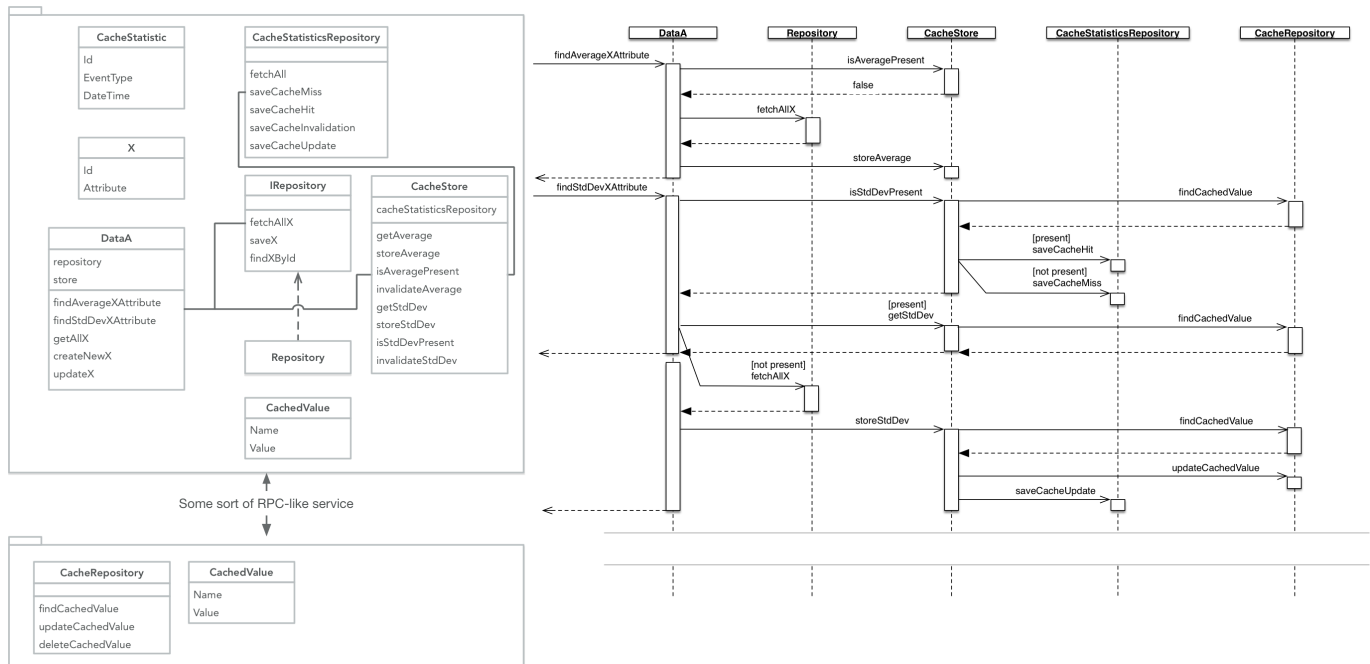 CacheStatistic
Id
EventType
DateTime
CacheStatisticsRepository
fetchAll
saveCacheMiss
saveCacheHit
saveCacheInvalidation
saveCacheUpdate
X
Id
Attribute
IRepository
fetchAllX
saveX
findXById
CacheStore
cacheStatisticsRepository
getAverage
storeAverage
isAveragePresent
invalidateAverage
getStdDev
storeStdDev
isStdDevPresent
invalidateStdDev
DataA
repository
store
findAverageXAttribute
findStdDevXAttribute
getAllX
createNewX
updateX
Repository
CachedValue
Name
Value
Some sort of RPC-like service
CacheRepository
findCachedValue
updateCachedValue
deleteCachedValue
CachedValue
Name
Value
DataA
Repository
CacheStore
CacheStatisticsRepository
CacheRepository
findAverageXAttribute
isAveragePresent
false
fetchAllX
storeAverage
findStdDevXAttribute
isStdDevPresent
findCachedValue
[present]
saveCacheHit
[not present]
saveCacheMiss
[present]
getStdDev
findCachedValue
[not present]
fetchAllX
storeStdDev
findCachedValue
updateCachedValue
saveCacheUpdate